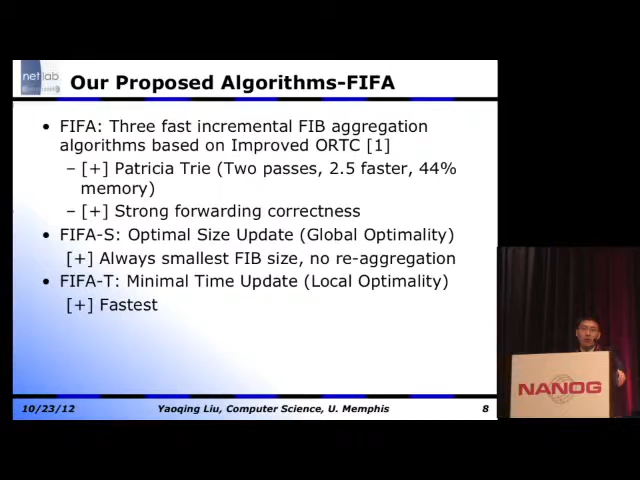 net lab
Our Proposed Algorithms-FIFA
• FIFA: Three fast incremental FIB aggregation
algorithms based on Improved ORTC [1]
– [+] Patricia Trie (Two passes, 2.5 faster, 44%
memory)
– [+] Strong forwarding correctness
• FIFA-S: Optimal Size Update (Global Optimality)
[+] Always smallest FIB size, no re-aggregation
• FIFA-T: Minimal Time Update (Local Optimality)
[+] Fastest
10/23/12 Yaoqing Liu, Computer Science, U. Memphis 8
NANOG